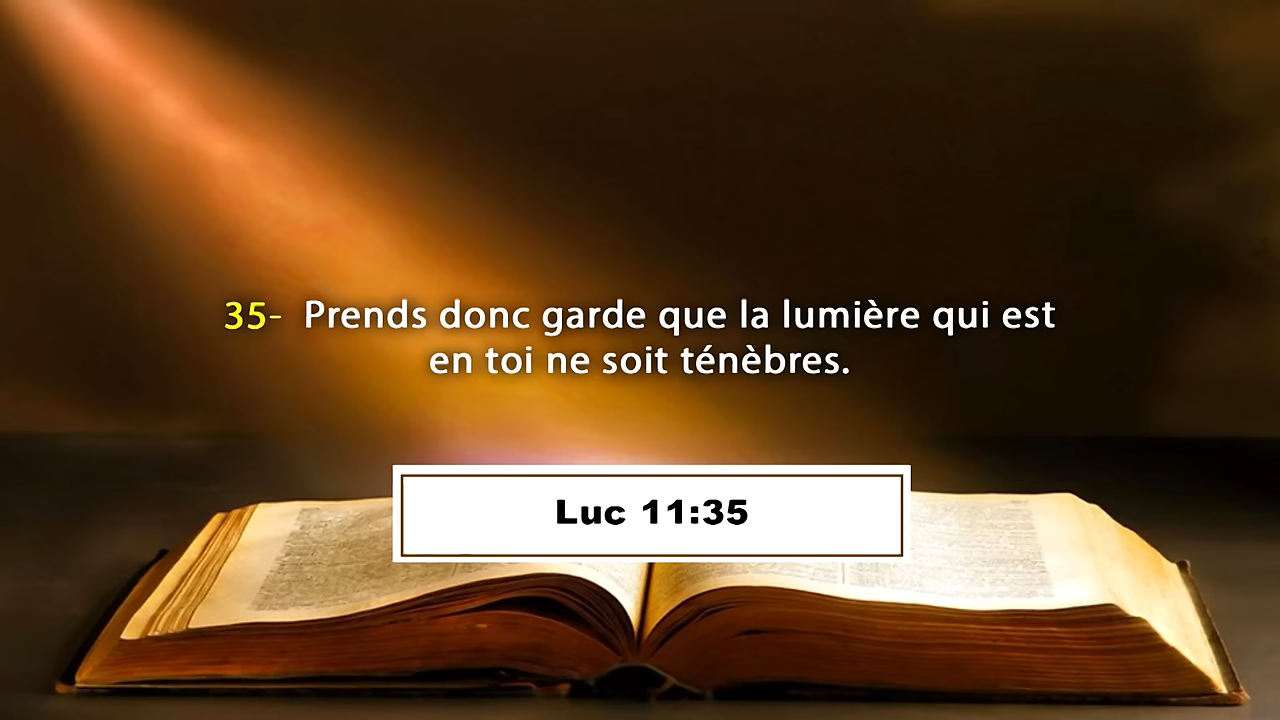 35- Prends donc garde que la lumière qui est
en toi ne soit ténèbres.
Luc 11:35